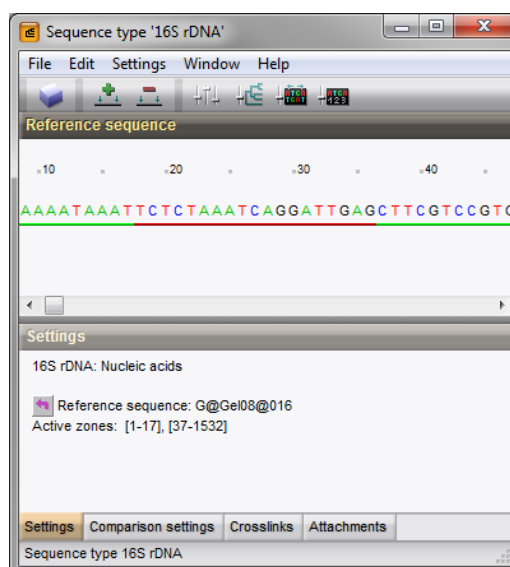 Sequence type '16S rDNA'
File Edit Settings Window Help
Reference sequence
10 20 30 40
AAAATAAATTCTCTAAATCAGGATTGAGCTTCGTCCGTG
Settings
16S rDNA: Nucleic acids
Reference sequence: G@Gel08@016
Active zones: [1-17], [37-1532]
Settings Comparison settings Crosslinks Attachments
Sequence type 16S rDNA